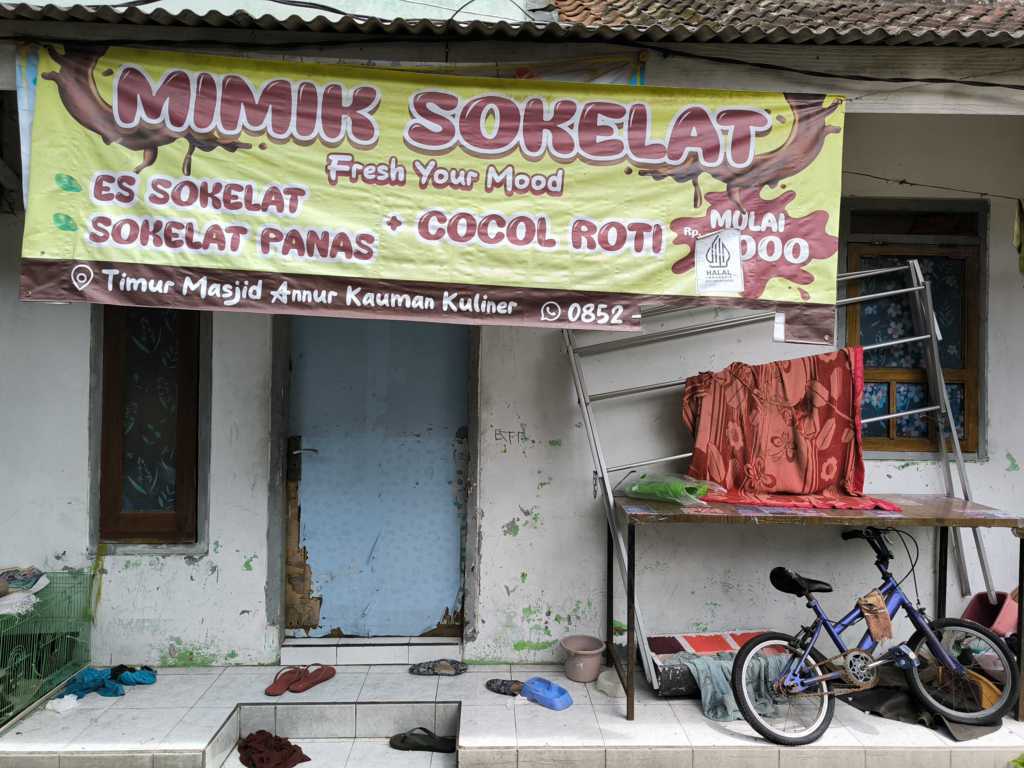 MIMIK SOKELAT
Fresh Your Mood
ES SOKELAT
SOKELAT PANAS
+ COCOL ROTI
MULAI
Rp.
000
HALAL
INDONESIA
Timur Masjid Annur Kauman Kuliner
0852 -